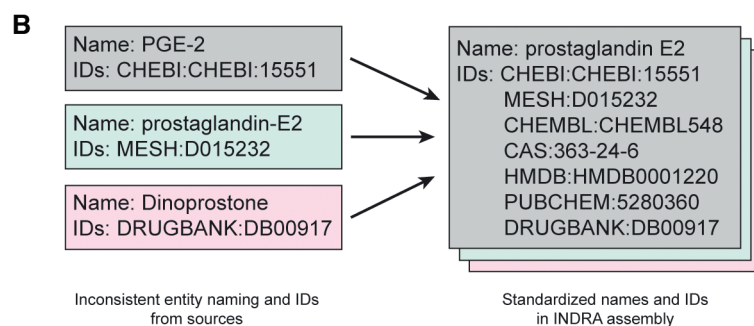 B
Name: PGE-2
IDs: CHEBI:CHEBI:15551
Name: prostaglandin-E2
IDs: MESH:D015232
Name: Dinoprostone
IDs: DRUGBANK:DB00917
Inconsistent entity naming and IDs
from sources
Name: prostaglandin E2
IDs: CHEBI:CHEBI:15551
MESH:D015232
CHEMBL:CHEMBL548
CAS:363-24-6
HMDB:HMDB0001220
PUBCHEM:5280360
DRUGBANK:DB00917
Standardized names and IDs
in INDRA assembly